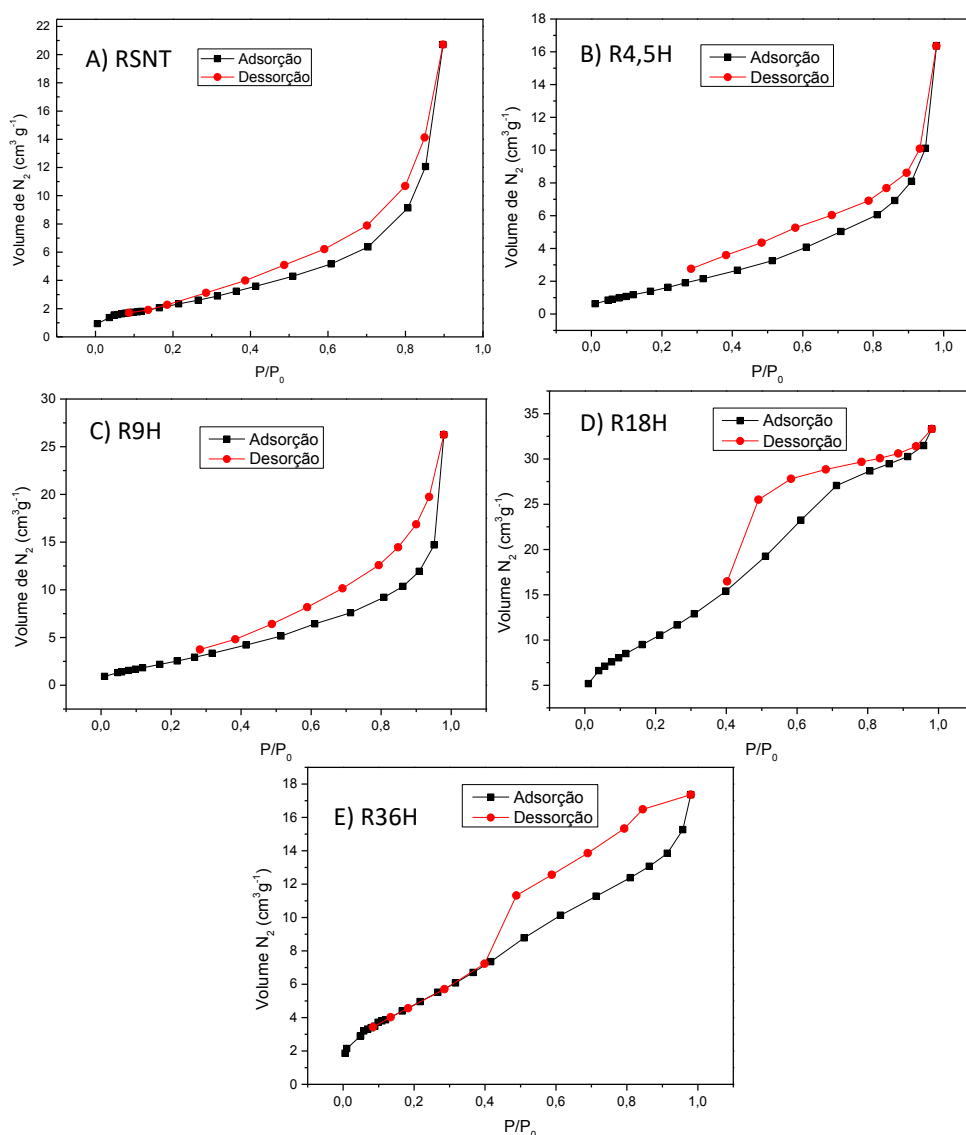 A) RSNT
Adsorção
Dessorção
Volume de N₂ (cm³ g⁻¹)
22
20
18
16
14
12
10
8
6
4
2
0
0,0 0,2 0,4 0,6 0,8 1,0
P/P₀
B) R4,5H
Adsorção
Dessorção
Volume de N₂ (cm³ g⁻¹)
18
16
14
12
10
8
6
4
2
0
0,0 0,2 0,4 0,6 0,8 1,0
P/P₀
C) R9H
Adsorção
Desorção
Volume de N₂ (cm³g⁻¹)
30
25
20
15
10
5
0
0,0 0,2 0,4 0,6 0,8 1,0
P/P₀
D) R18H
Adsorção
Dessorção
Volume N₂ (cm³g⁻¹)
35
30
25
20
15
10
5
0,0 0,2 0,4 0,6 0,8 1,0
P/P₀
E) R36H
Adsorção
Dessorção
Volume N₂ (cm³g⁻¹)
18
16
14
12
10
8
6
4
2
0
0,0 0,2 0,4 0,6 0,8 1,0
P/P₀